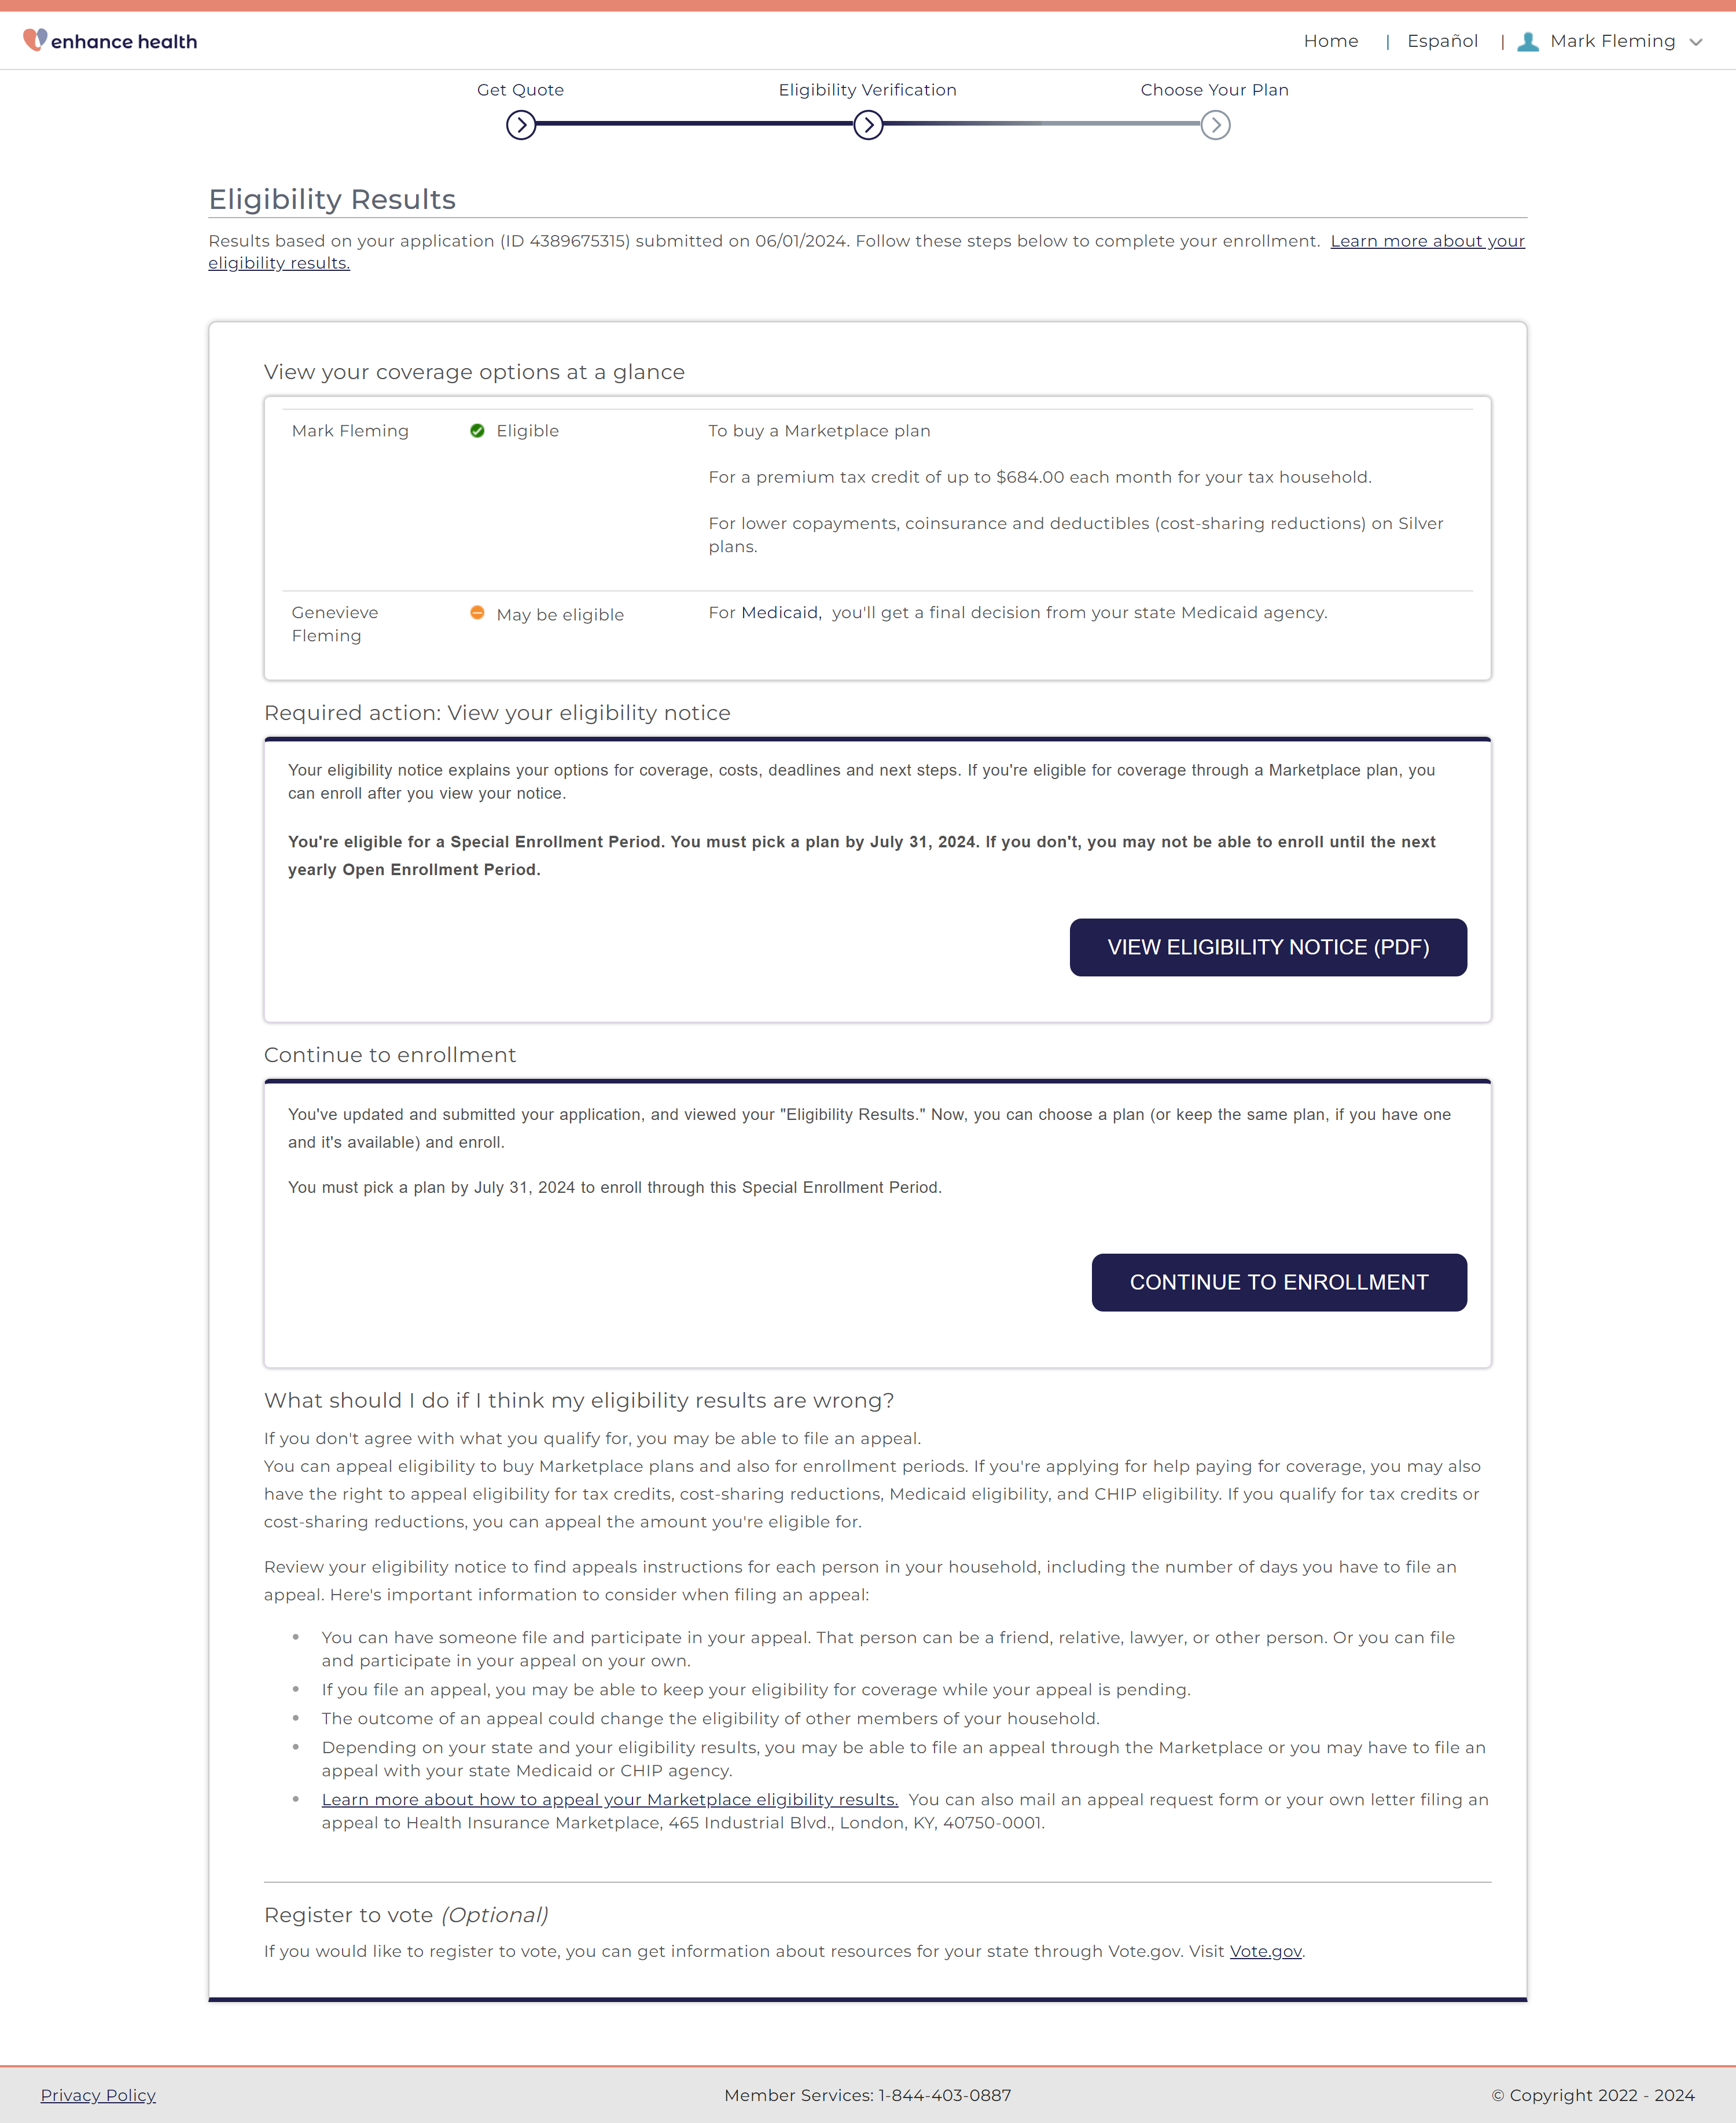 enhance health
Home | Español | Mark Fleming
Get Quote
Eligibility Verification
Choose Your Plan
Eligibility Results
Results based on your application (ID 4389675315) submitted on 06/01/2024. Follow these steps below to complete your enrollment. Learn more about your
eligibility results.
View your coverage options at a glance
Mark Fleming
Eligible
To buy a Marketplace plan
For a premium tax credit of up to $684.00 each month for your tax household.
For lower copayments, coinsurance and deductibles (cost-sharing reductions) on Silver
plans.
Genevieve
Fleming
May be eligible
For Medicaid, you'll get a final decision from your state Medicaid agency.
Required action: View your eligibility notice
Your eligibility notice explains your options for coverage, costs, deadlines and next steps. If you're eligible for coverage through a Marketplace plan, you
can enroll after you view your notice.
You're eligible for a Special Enrollment Period. You must pick a plan by July 31, 2024. If you don't, you may not be able to enroll until the next
yearly Open Enrollment Period.
VIEW ELIGIBILITY NOTICE (PDF)
Continue to enrollment
You've updated and submitted your application, and viewed your "Eligibility Results." Now, you can choose a plan (or keep the same plan, if you have one
and it's available) and enroll.
You must pick a plan by July 31, 2024 to enroll through this Special Enrollment Period.
CONTINUE TO ENROLLMENT
What should I do if I think my eligibility results are wrong?
If you don't agree with what you qualify for, you may be able to file an appeal.
You can appeal eligibility to buy Marketplace plans and also for enrollment periods. If you're applying for help paying for coverage, you may also
have the right to appeal eligibility for tax credits, cost-sharing reductions, Medicaid eligibility, and CHIP eligibility. If you qualify for tax credits or
cost-sharing reductions, you can appeal the amount you're eligible for.
Review your eligibility notice to find appeals instructions for each person in your household, including the number of days you have to file an
appeal. Here's important information to consider when filing an appeal:
• You can have someone file and participate in your appeal. That person can be a friend, relative, lawyer, or other person. Or you can file
and participate in your appeal on your own.
• If you file an appeal, you may be able to keep your eligibility for coverage while your appeal is pending.
• The outcome of an appeal could change the eligibility of other members of your household.
• Depending on your state and your eligibility results, you may be able to file an appeal through the Marketplace or you may have to file an
appeal with your state Medicaid or CHIP agency.
• Learn more about how to appeal your Marketplace eligibility results. You can also mail an appeal request form or your own letter filing an
appeal to Health Insurance Marketplace, 465 Industrial Blvd., London, KY, 40750-0001.
Register to vote (Optional)
If you would like to register to vote, you can get information about resources for your state through Vote.gov. Visit Vote.gov.
Privacy Policy
Member Services: 1-844-403-0887
© Copyright 2022 - 2024